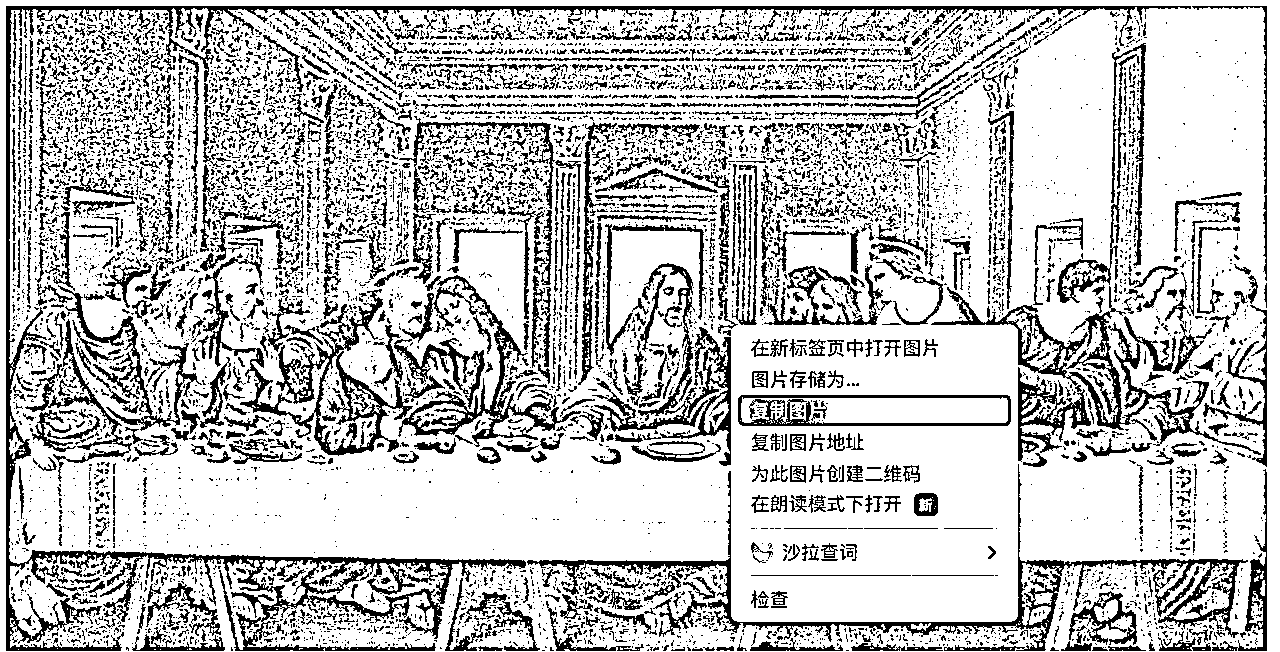 在新标签页中打开图片
图片存储为...
复制图片
复制图片地址
为此图片创建二维码
在朗读模式下打开 新
沙拉查词
检查